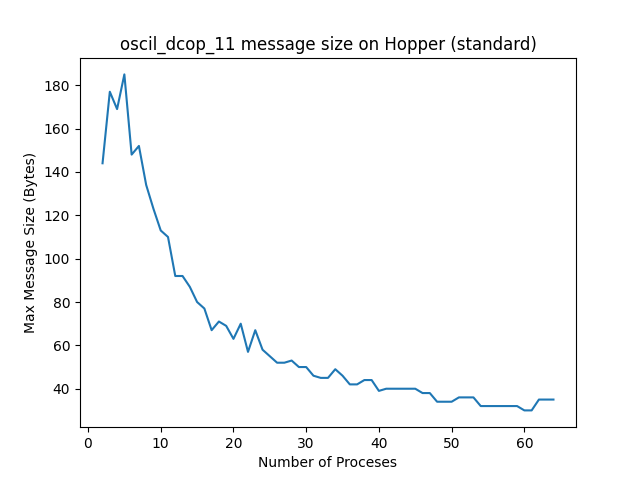 oscil_dcop_11 message size on Hopper (standard)
Max Message Size (Bytes)
180
160
140
120
100
80
60
40
0 10 20 30 40 50 60
Number of Proceses